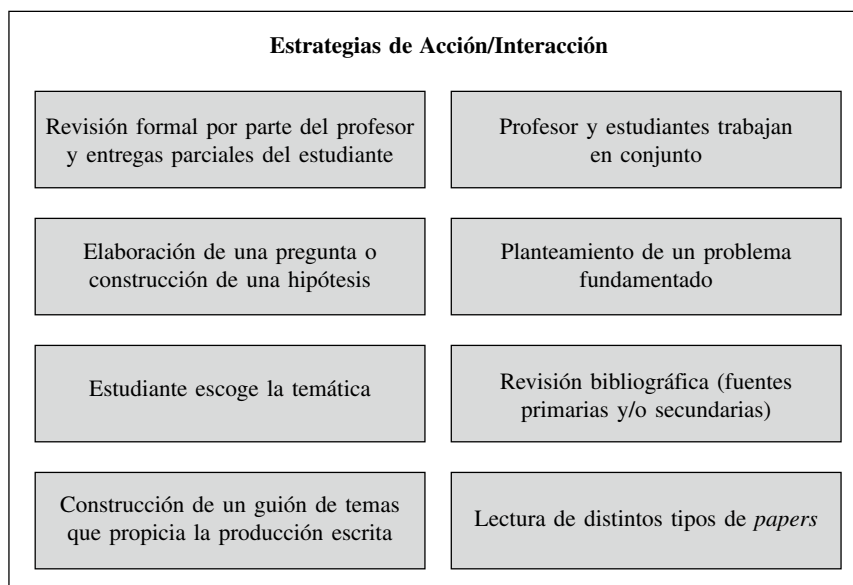 Estrategias de Acción/Interacción
Revisión formal por parte del profesor
y entregas parciales del estudiante
Profesor y estudiantes trabajan
en conjunto
Elaboración de una pregunta o
construcción de una hipótesis
Planteamiento de un problema
fundamentado
Estudiante escoge la temática
Revisión bibliográfica (fuentes
primarias y/o secundarias)
Construcción de un guión de temas
que propicia la producción escrita
Lectura de distintos tipos de papers